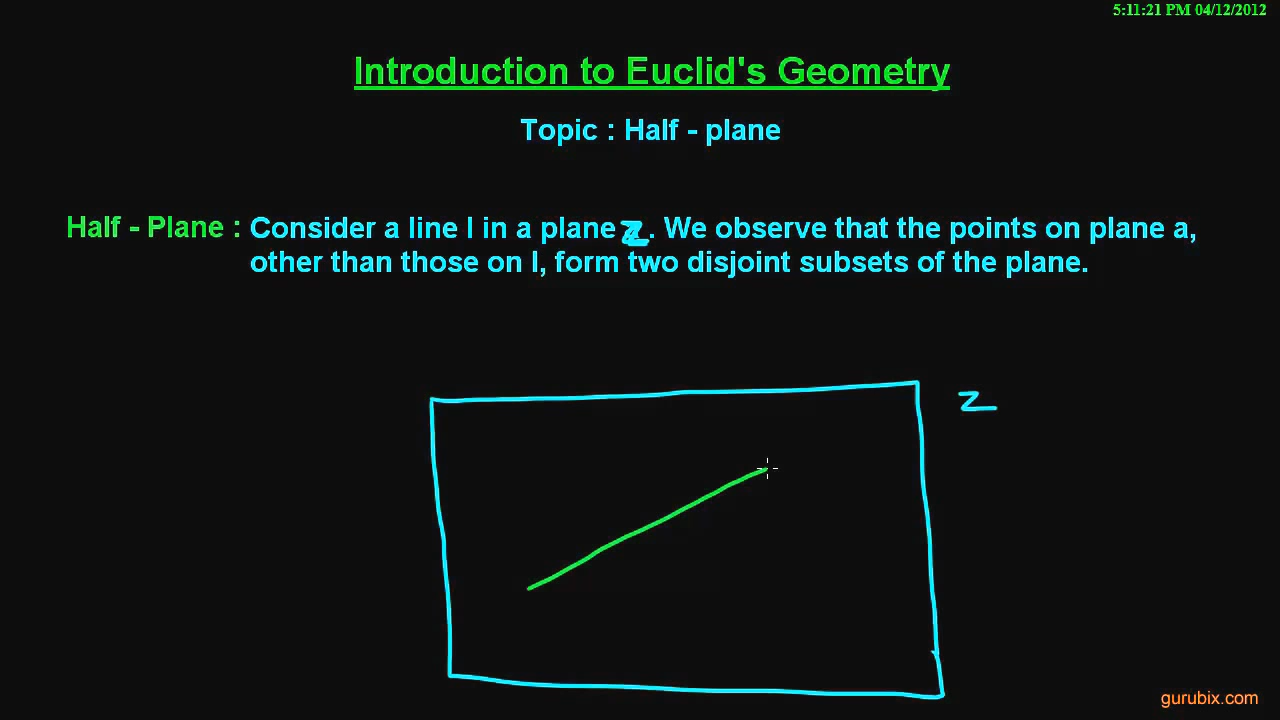 5:11:21 PM 04/12/2012
Introduction to Euclid's Geometry
Topic : Half - plane
Half - Plane : Consider a line l in a plane Z. We observe that the points on plane a,
other than those on l, form two disjoint subsets of the plane.
Z
gurubix.com